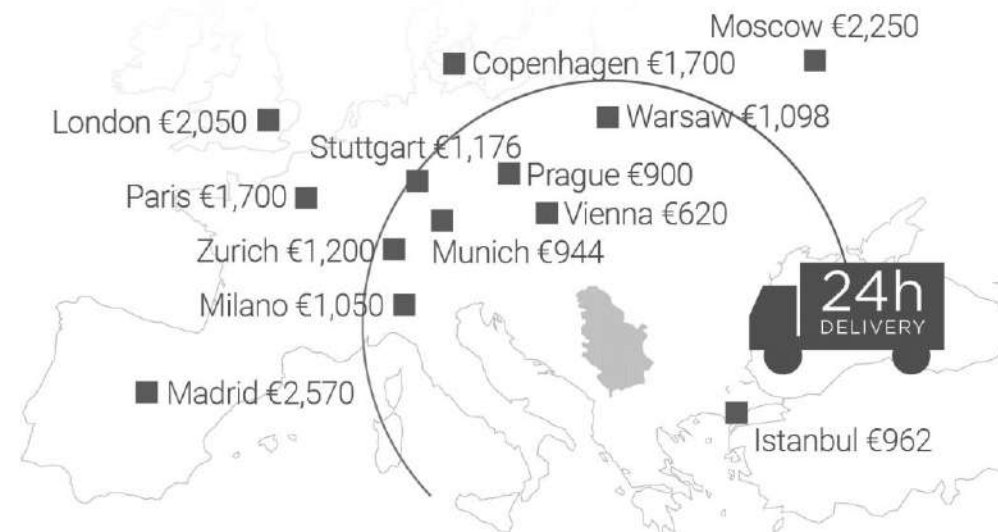 Moscow €2,250
Copenhagen €1,700
London €2,050
Warsaw €1,098
Stuttgart €1,176
Prague €900
Paris €1,700
Vienna €620
Zurich €1,200
Munich €944
Milano €1,050
24h
DELIVERY
Madrid €2,570
Istanbul €962